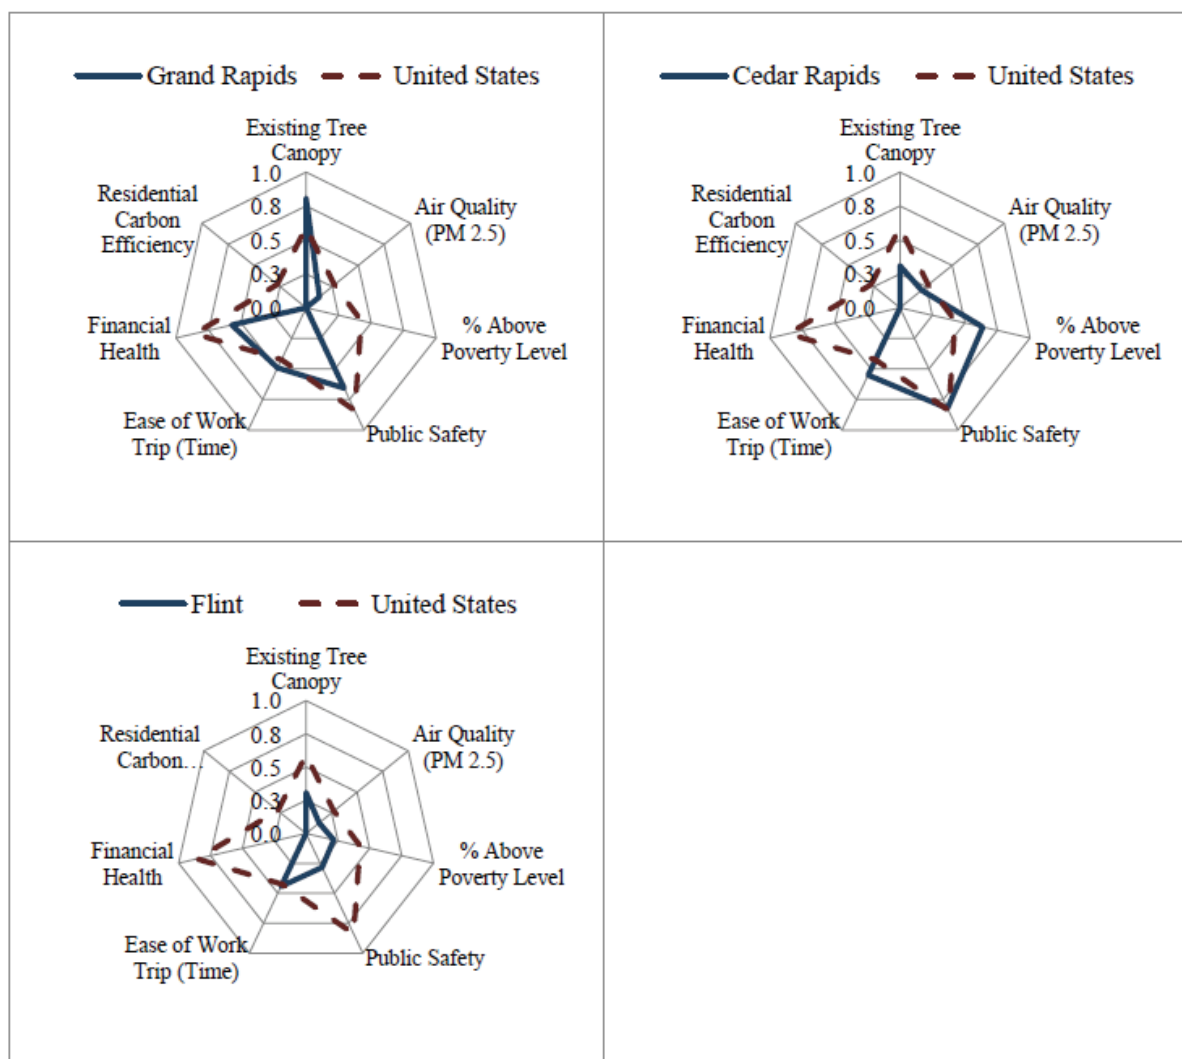 Grand Rapids United States
Existing Tree
Canopy
1.0
0.8
0.5
0.3
0.0
Air Quality
(PM 2.5)
% Above
Poverty Level
Public Safety
Ease of Work
Trip (Time)
Financial
Health
Residential
Carbon
Efficiency
Cedar Rapids United States
Existing Tree
Canopy
1.0
0.8
0.5
0.3
0.0
Air Quality
(PM 2.5)
% Above
Poverty Level
Public Safety
Ease of Work
Trip (Time)
Financial
Health
Residential
Carbon
Efficiency
Flint United States
Existing Tree
Canopy
1.0
0.8
0.5
0.3
0.0
Air Quality
(PM 2.5)
% Above
Poverty Level
Public Safety
Ease of Work
Trip (Time)
Financial
Health
Residential
Carbon…